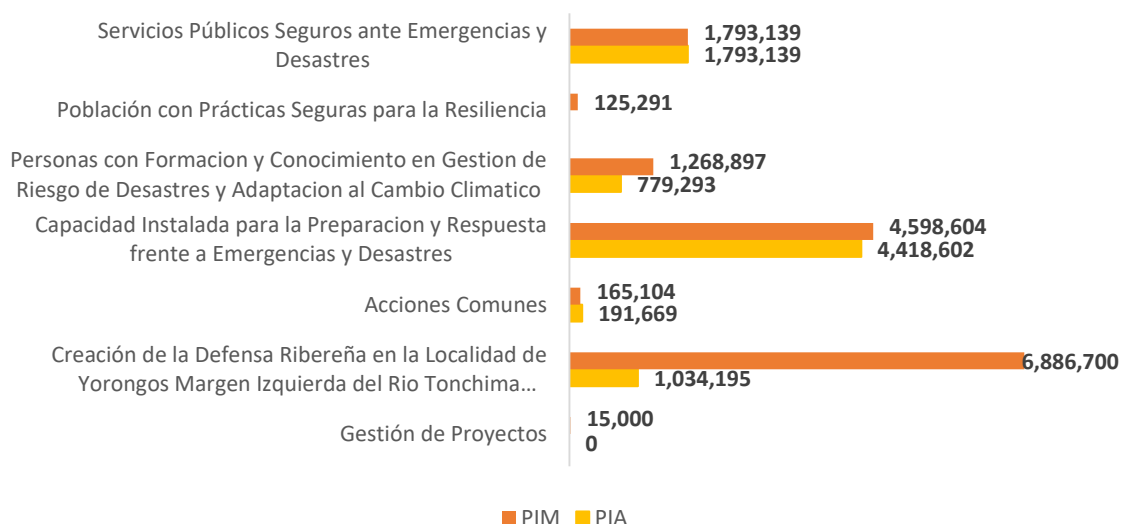 Servicios Públicos Seguros ante Emergencias y
Desastres
1,793,139
1,793,139
Población con Prácticas Seguras para la Resiliencia
125,291
Personas con Formacion y Conocimiento en Gestion de
Riesgo de Desastres y Adaptacion al Cambio Climatico
1,268,897
779,293
Capacidad Instalada para la Preparacion y Respuesta
frente a Emergencias y Desastres
4,598,604
4,418,602
Acciones Comunes
165,104
191,669
Creación de la Defensa Ribereña en la Localidad de
Yorongos Margen Izquierda del Rio Tonchima...
6,886,700
1,034,195
Gestión de Proyectos
15,000
0
PIM PIA